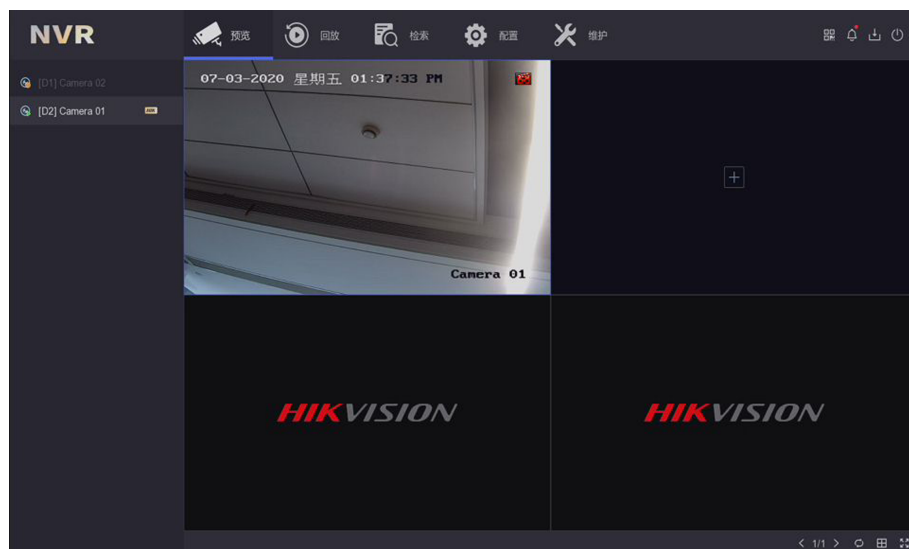 NVR
预览
回放
检索
配置
维护
[D1] Camera 02
[D2] Camera 01
07-03-2020 星期五 01:37:33 PM
Camera 01
HIKVISION
HIKVISION
1/1